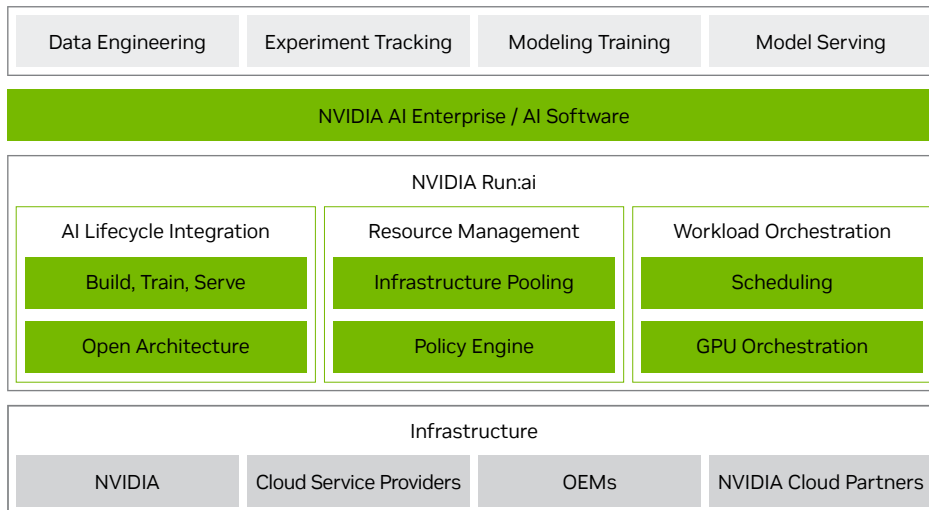 Data Engineering
Experiment Tracking
Modeling Training
Model Serving
NVIDIA AI Enterprise / AI Software
NVIDIA Run:ai
AI Lifecycle Integration
Build, Train, Serve
Open Architecture
Resource Management
Infrastructure Pooling
Policy Engine
Workload Orchestration
Scheduling
GPU Orchestration
Infrastructure
NVIDIA
Cloud Service Providers
OEMs
NVIDIA Cloud Partners